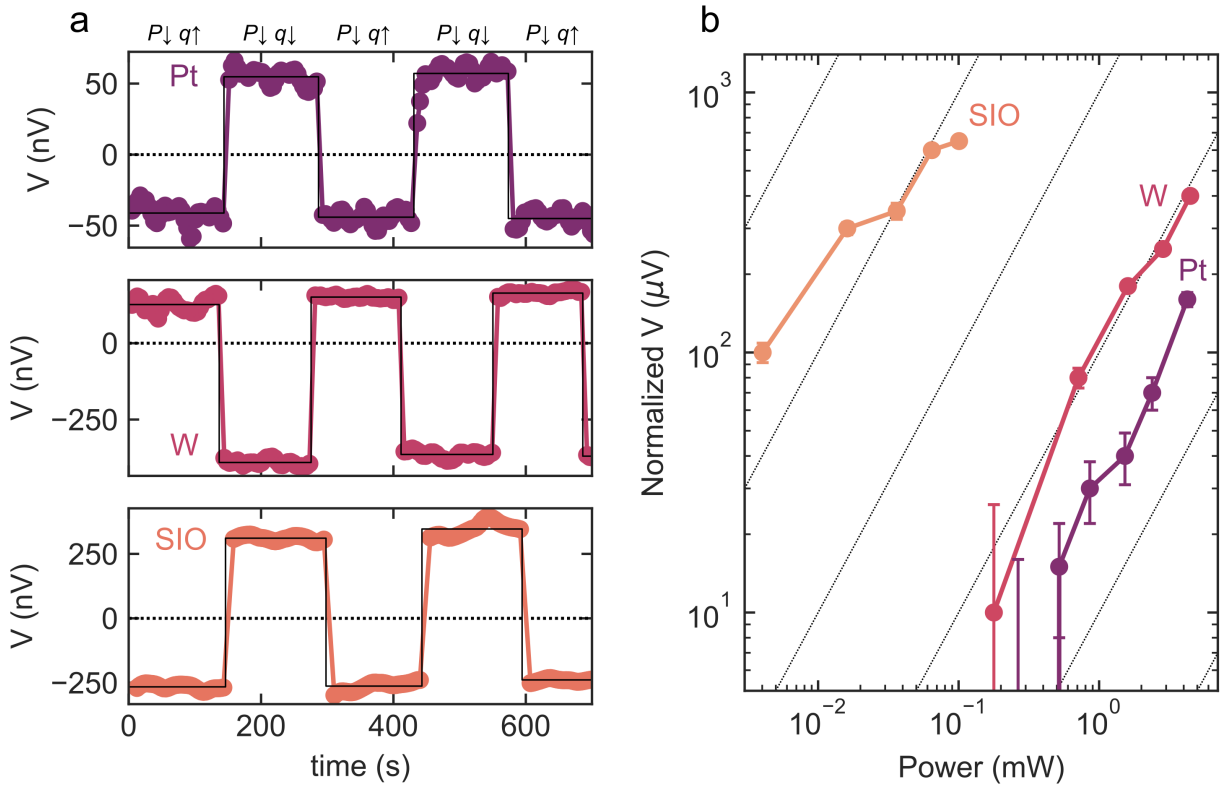 a
P↓ q↑ P↓ q↓ P↓ q↑ P↓ q↓ P↓ q↑
Pt
50
0
−50
V (nV)
0
−250
V (nV)
W
SIO
250
0
−250
V (nV)
0 200 400 600
time (s)
b
10³
10²
10¹
Normalized V (μV)
SIO
W
Pt
10⁻² 10⁻¹ 10⁰
Power (mW)